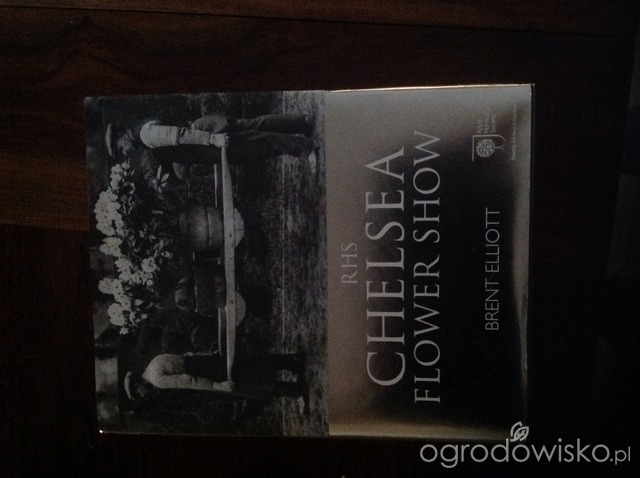 RHS
CHELSEA
FLOWER SHOW
BRENT ELLIOTT
ogrodowisko.pl